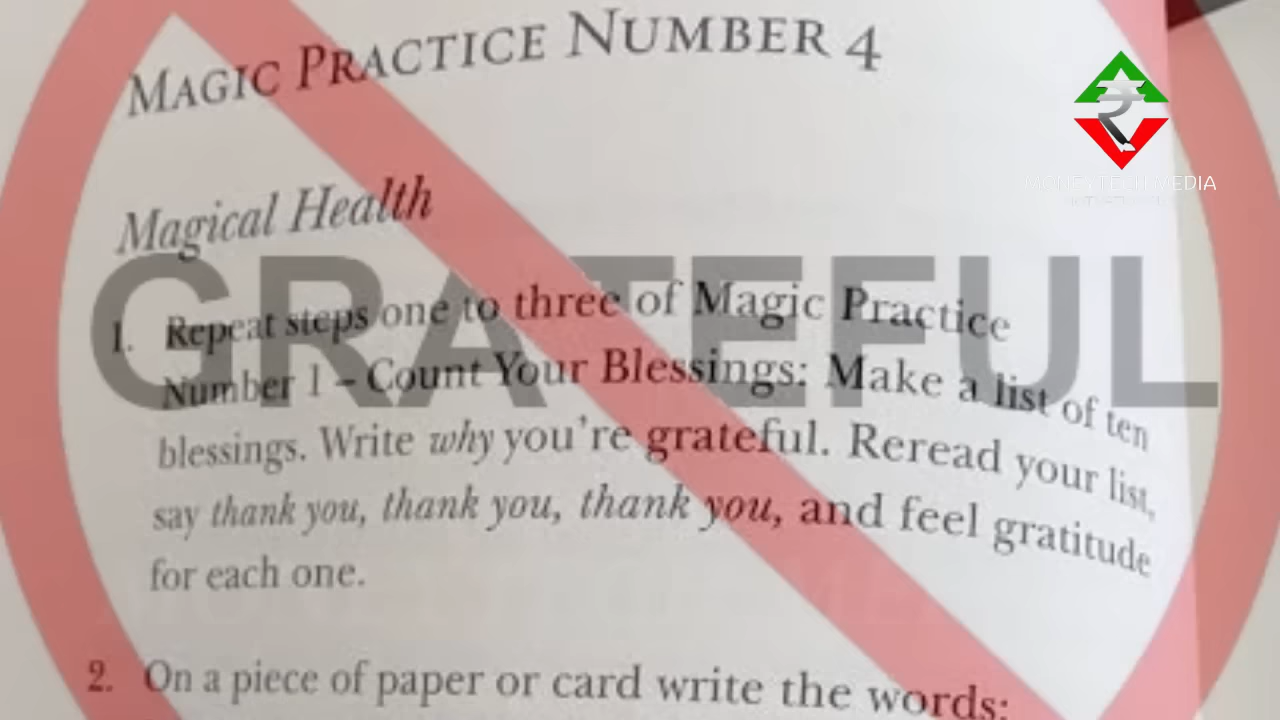 MAGIC PRACTICE NUMBER 4
Magical Health
GRATEFUL
1. Repeat steps one to three of Magic Practice
Number 1 – Count Your Blessings: Make a list of ten
blessings. Write why you're grateful. Reread your list,
say thank you, thank you, thank you, and feel gratitude
for each one.
2. On a piece of paper or card write the words:
₹
MONEYTECH MEDIA